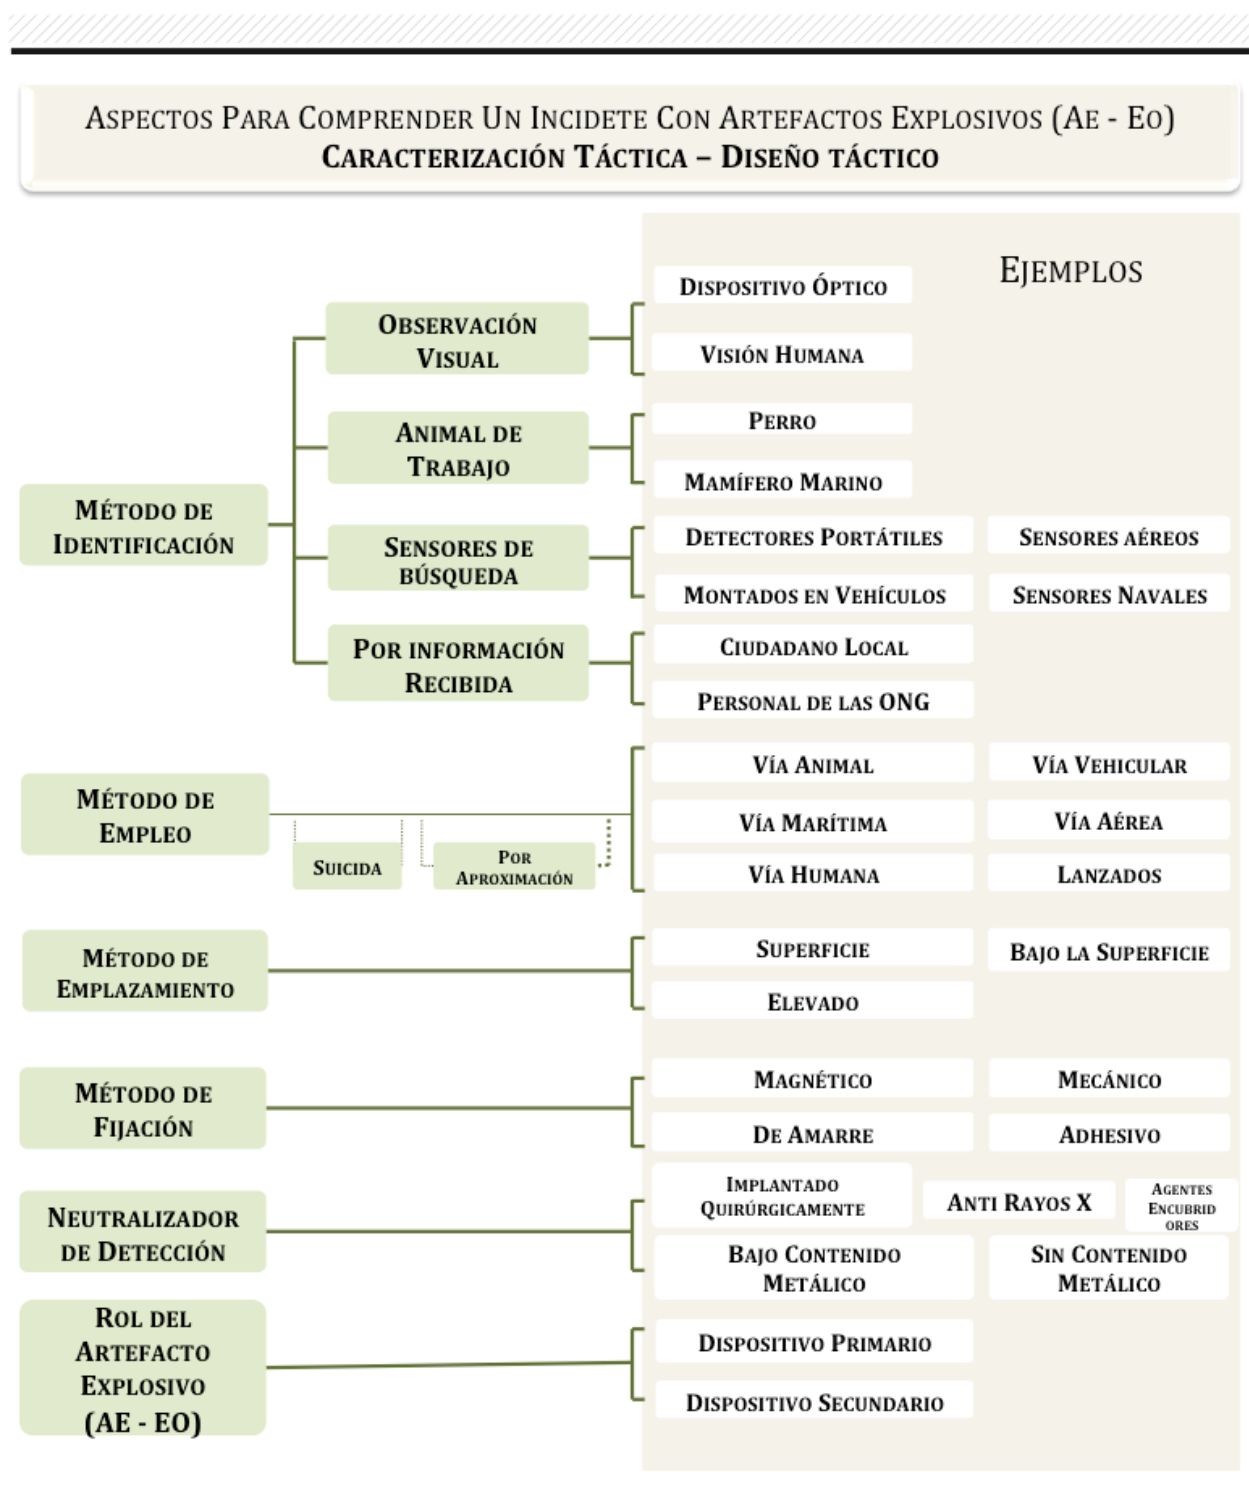 ASPECTOS PARA COMPRENDER UN INCIDETE CON ARTEFACTOS EXPLOSIVOS (AE - EO)
CARACTERIZACIÓN TÁCTICA – DISEÑO TÁCTICO
EJEMPLOS
MÉTODO DE
IDENTIFICACIÓN
OBSERVACIÓN
VISUAL
DISPOSITIVO ÓPTICO
VISIÓN HUMANA
ANIMAL DE
TRABAJO
PERRO
MAMÍFERO MARINO
SENSORES DE
BÚSQUEDA
DETECTORES PORTÁTILES
SENSORES AÉREOS
MONTADOS EN VEHÍCULOS
SENSORES NAVALES
POR INFORMACIÓN
RECIBIDA
CIUDADANO LOCAL
PERSONAL DE LAS ONG
MÉTODO DE
EMPLEO
SUICIDA
POR
APROXIMACIÓN
VÍA ANIMAL
VÍA VEHICULAR
VÍA MARÍTIMA
VÍA AÉREA
VÍA HUMANA
LANZADOS
MÉTODO DE
EMPLAZAMIENTO
SUPERFICIE
BAJO LA SUPERFICIE
ELEVADO
MÉTODO DE
FIJACIÓN
MAGNÉTICO
MECÁNICO
DE AMARRE
ADHESIVO
NEUTRALIZADOR
DE DETECCIÓN
IMPLANTADO
QUIRÚRGICAMENTE
ANTI RAYOS X
AGENTES
ENCUBRID
ORES
BAJO CONTENIDO
METÁLICO
SIN CONTENIDO
METÁLICO
ROL DEL
ARTEFACTO
EXPLOSIVO
(AE - EO)
DISPOSITIVO PRIMARIO
DISPOSITIVO SECUNDARIO